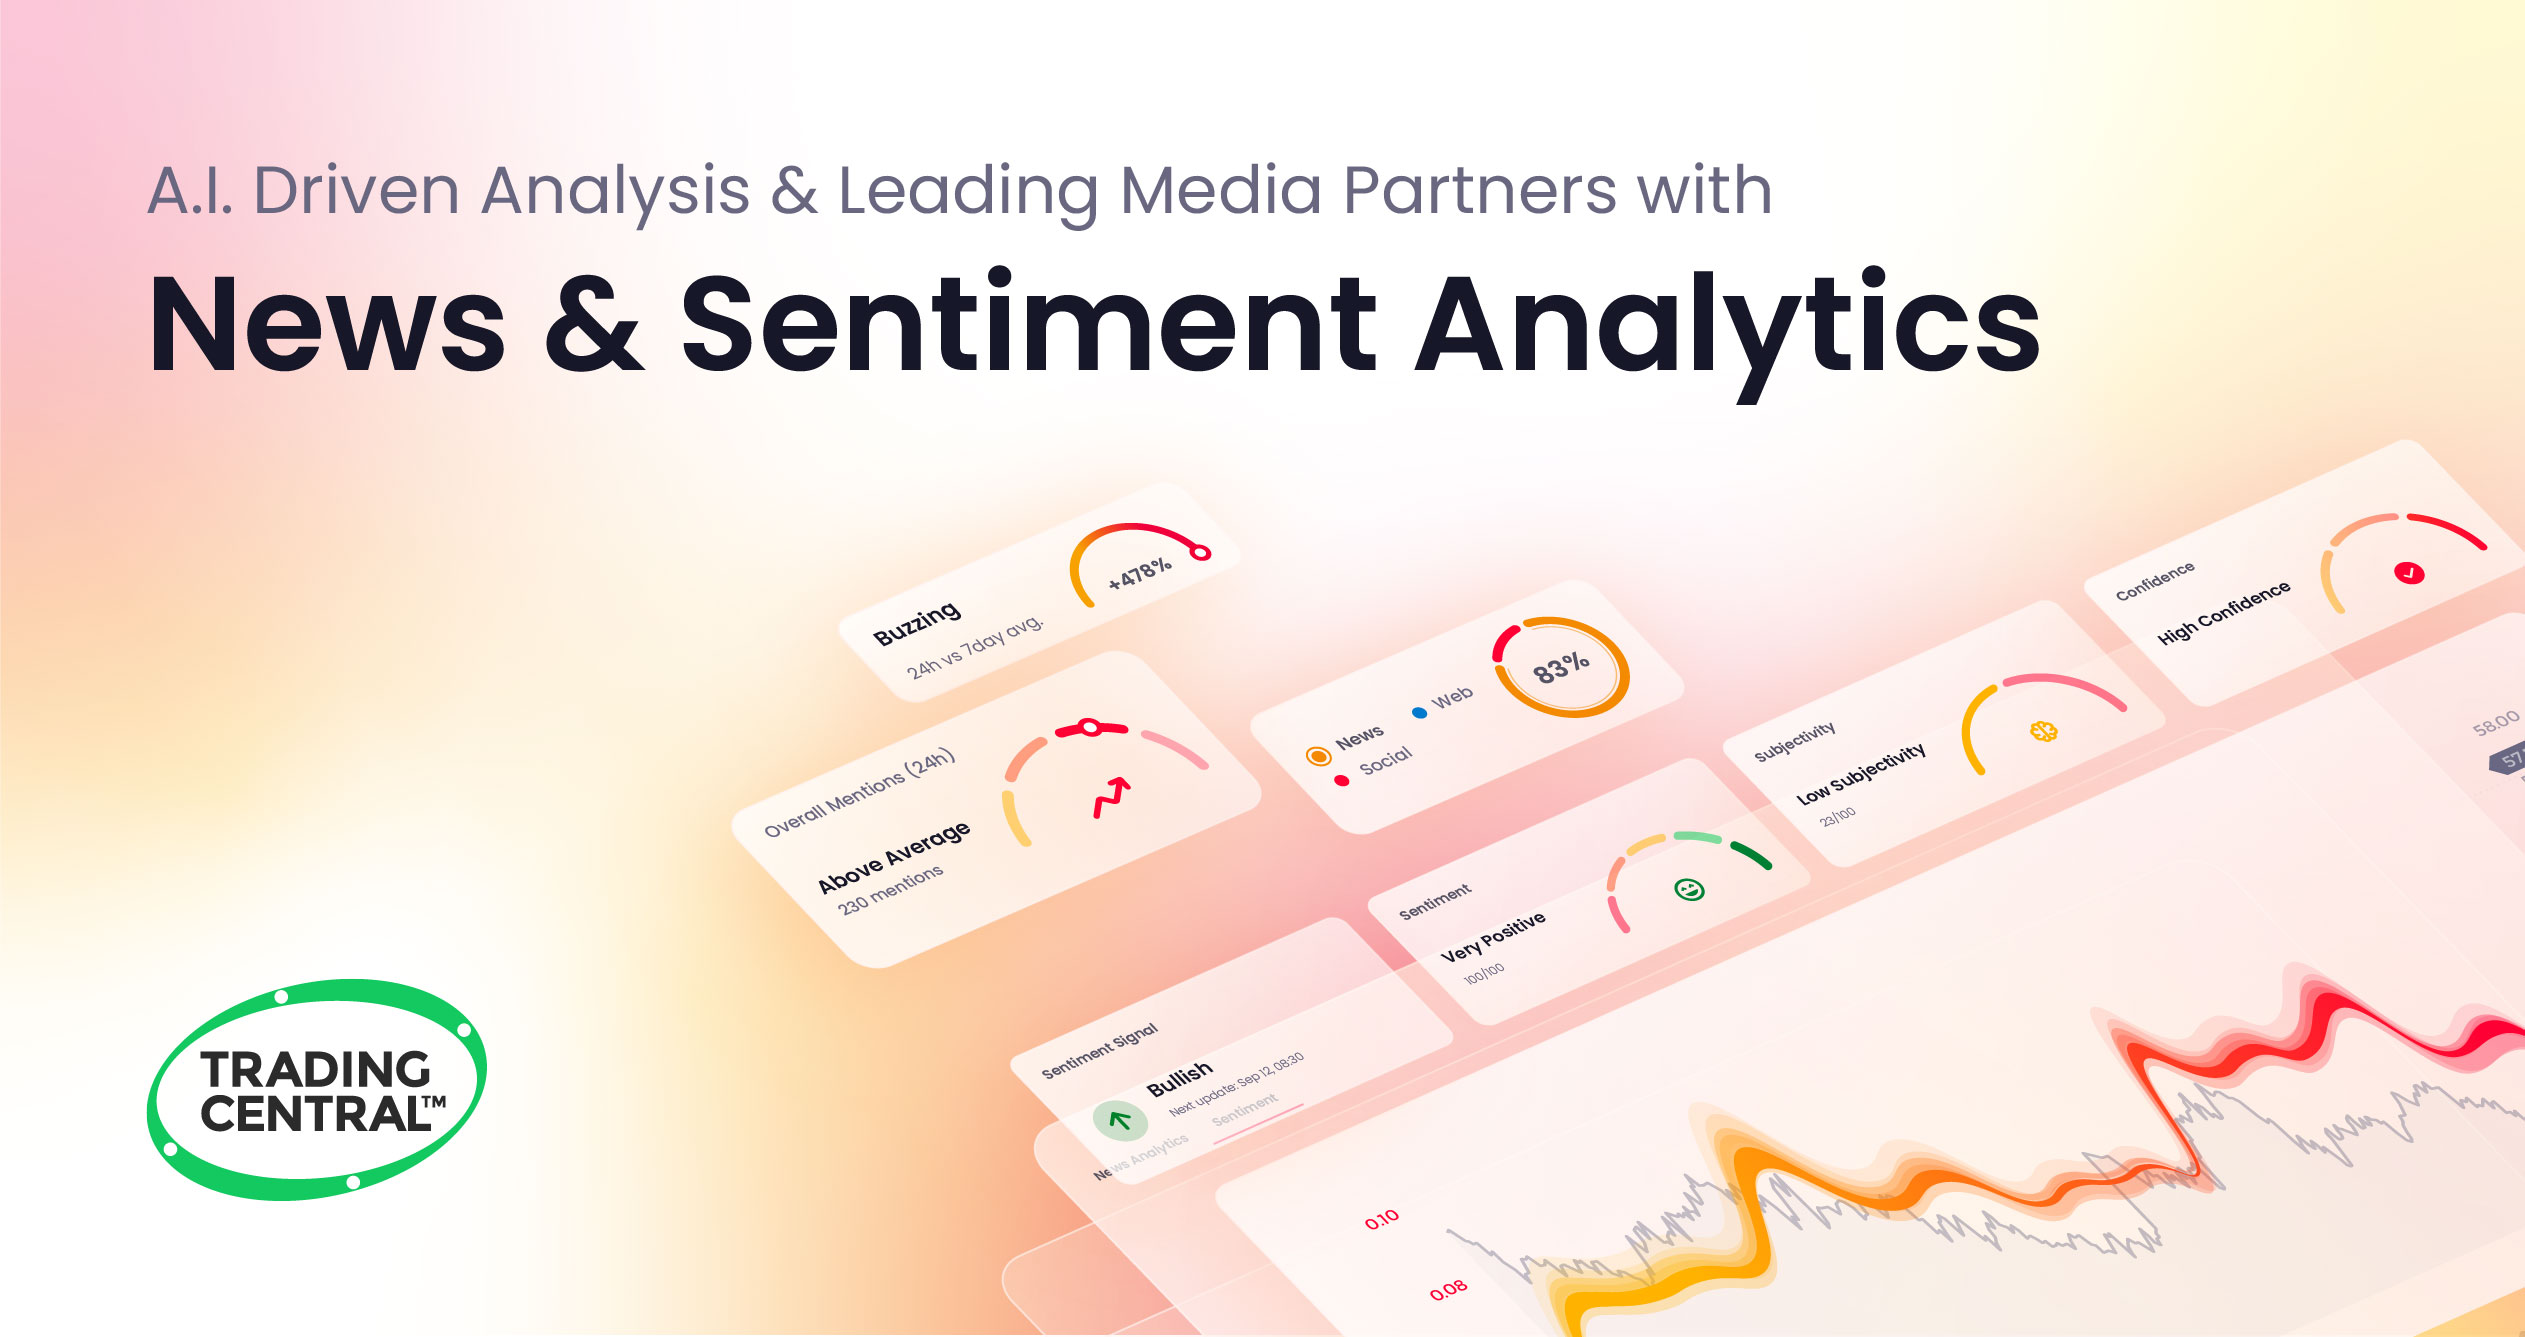 A.I. Driven Analysis & Leading Media Partners with
News & Sentiment Analytics
Buzzing
24h vs 7day avg.
+478%
Overall Mentions (24h)
Above Average
230 mentions
News
Web
Social
83%
Confidence
High Confidence
Subjectivity
Low Subjectivity
23/100
Sentiment
Very Positive
100/100
Sentiment Signal
Bullish
Next update: Sep 12, 08:30
News Analytics
Sentiment
58.00
0.10
0.08
TRADING
CENTRAL™